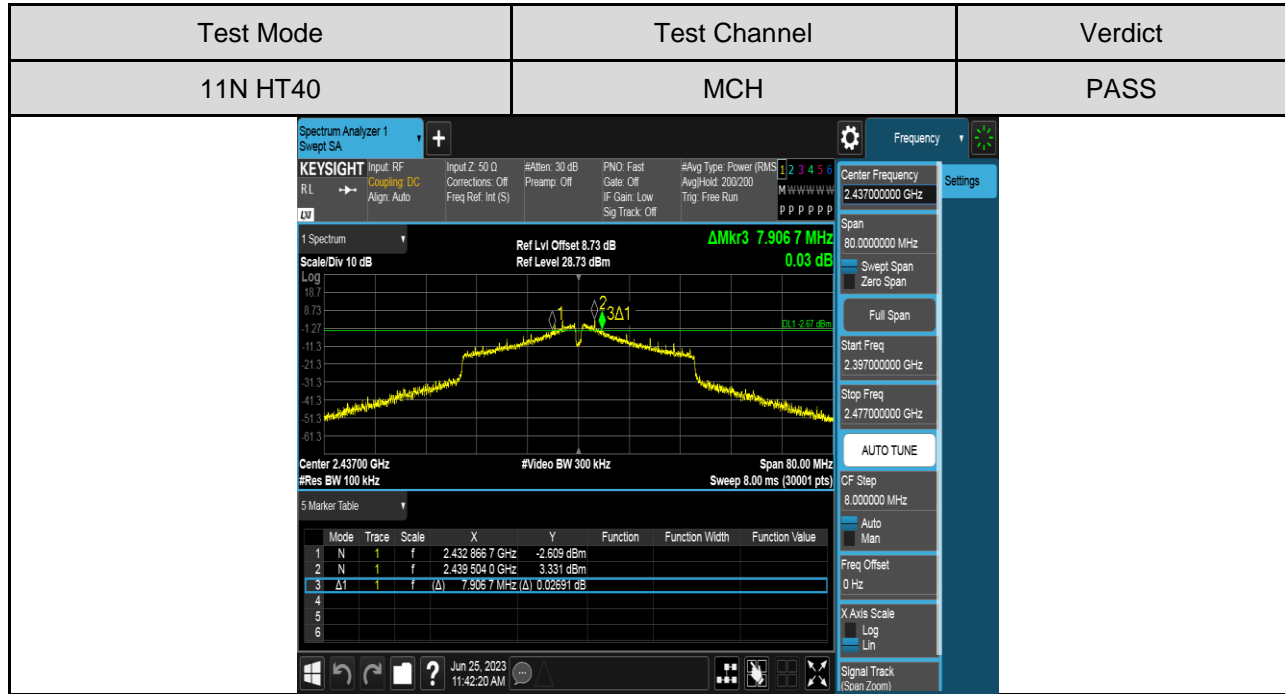 Test Mode Test Channel Verdict
11N HT40 MCH PASS
Spectrum Analyzer 1
Swept SA
+
Frequency
KEYSIGHT Input: RF Input Z: 50 Ω #Atten: 30 dB PNO: Fast #Avg Type: Power (RMS 1 2 3 4 5 6
RL Coupling: DC Corrections: Off Preamp: Off Gate: Off Avg|Hold: 200/200 M W W W W W
Align: Auto Freq Ref: Int (S) IF Gain: Low Trig: Free Run
LXI Sig Track: Off P P P P P P
1 Spectrum
Ref Lvl Offset 8.73 dB ΔMkr3 7.906 7 MHz
Scale/Div 10 dB Ref Level 28.73 dBm 0.03 dB
Log
18.7
8.73
-1.27
-11.3
-21.3
-31.3
-41.3
-51.3
-61.3
1
2
3Δ1
DL1 -2.67 dBm
Center 2.43700 GHz #Video BW 300 kHz Span 80.00 MHz
#Res BW 100 kHz Sweep 8.00 ms (30001 pts)
5 Marker Table
Mode Trace Scale X Y Function Function Width Function Value
1 N 1 f 2.432 866 7 GHz -2.609 dBm
2 N 1 f 2.439 504 0 GHz 3.331 dBm
3 Δ1 1 f (Δ) 7.906 7 MHz (Δ) 0.02691 dB
4
5
6
? Jun 25, 2023
11:42:20 AM
Center Frequency
2.437000000 GHz
Settings
Span
80.0000000 MHz
Swept Span
Zero Span
Full Span
Start Freq
2.397000000 GHz
Stop Freq
2.477000000 GHz
AUTO TUNE
CF Step
8.000000 MHz
Auto
Man
Freq Offset
0 Hz
X Axis Scale
Log
Lin
Signal Track
(Span Zoom)